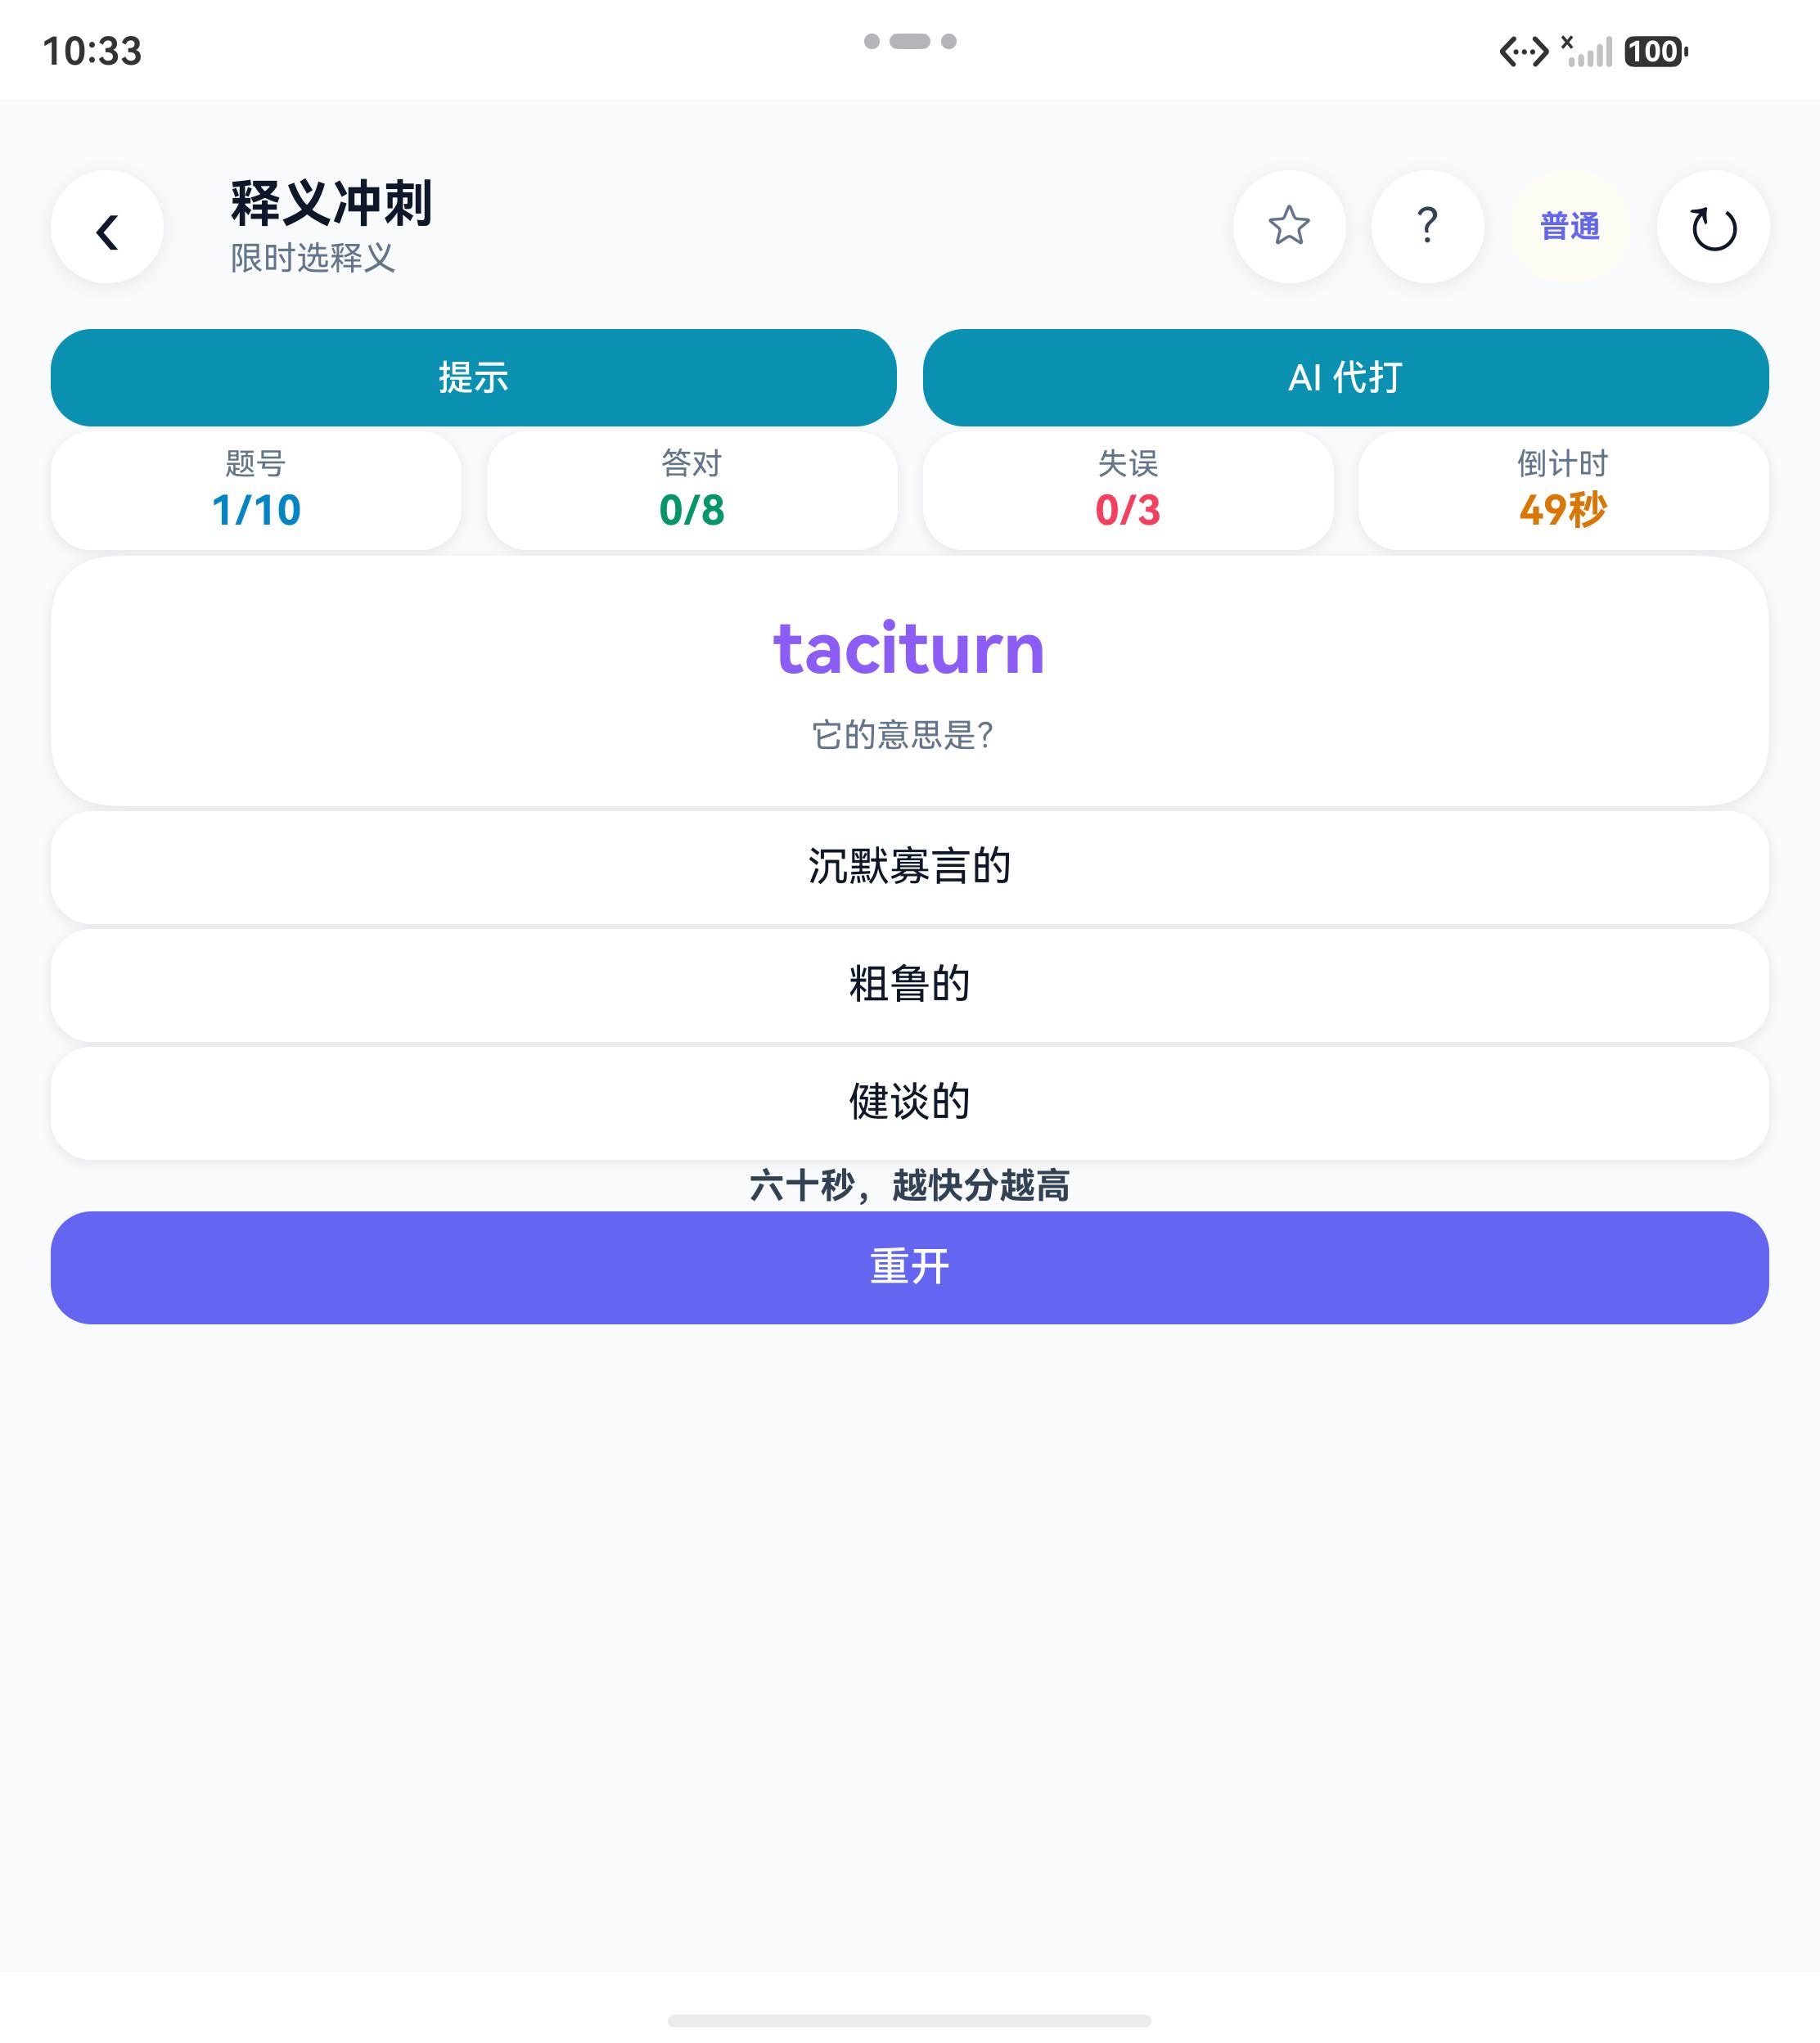 10:33
100
释义冲刺
限时选释义
?
普通
提示
AI 代打
题号
1/10
答对
0/8
失误
0/3
倒计时
49秒
taciturn
它的意思是?
沉默寡言的
粗鲁的
健谈的
六十秒，越快分越高
重开